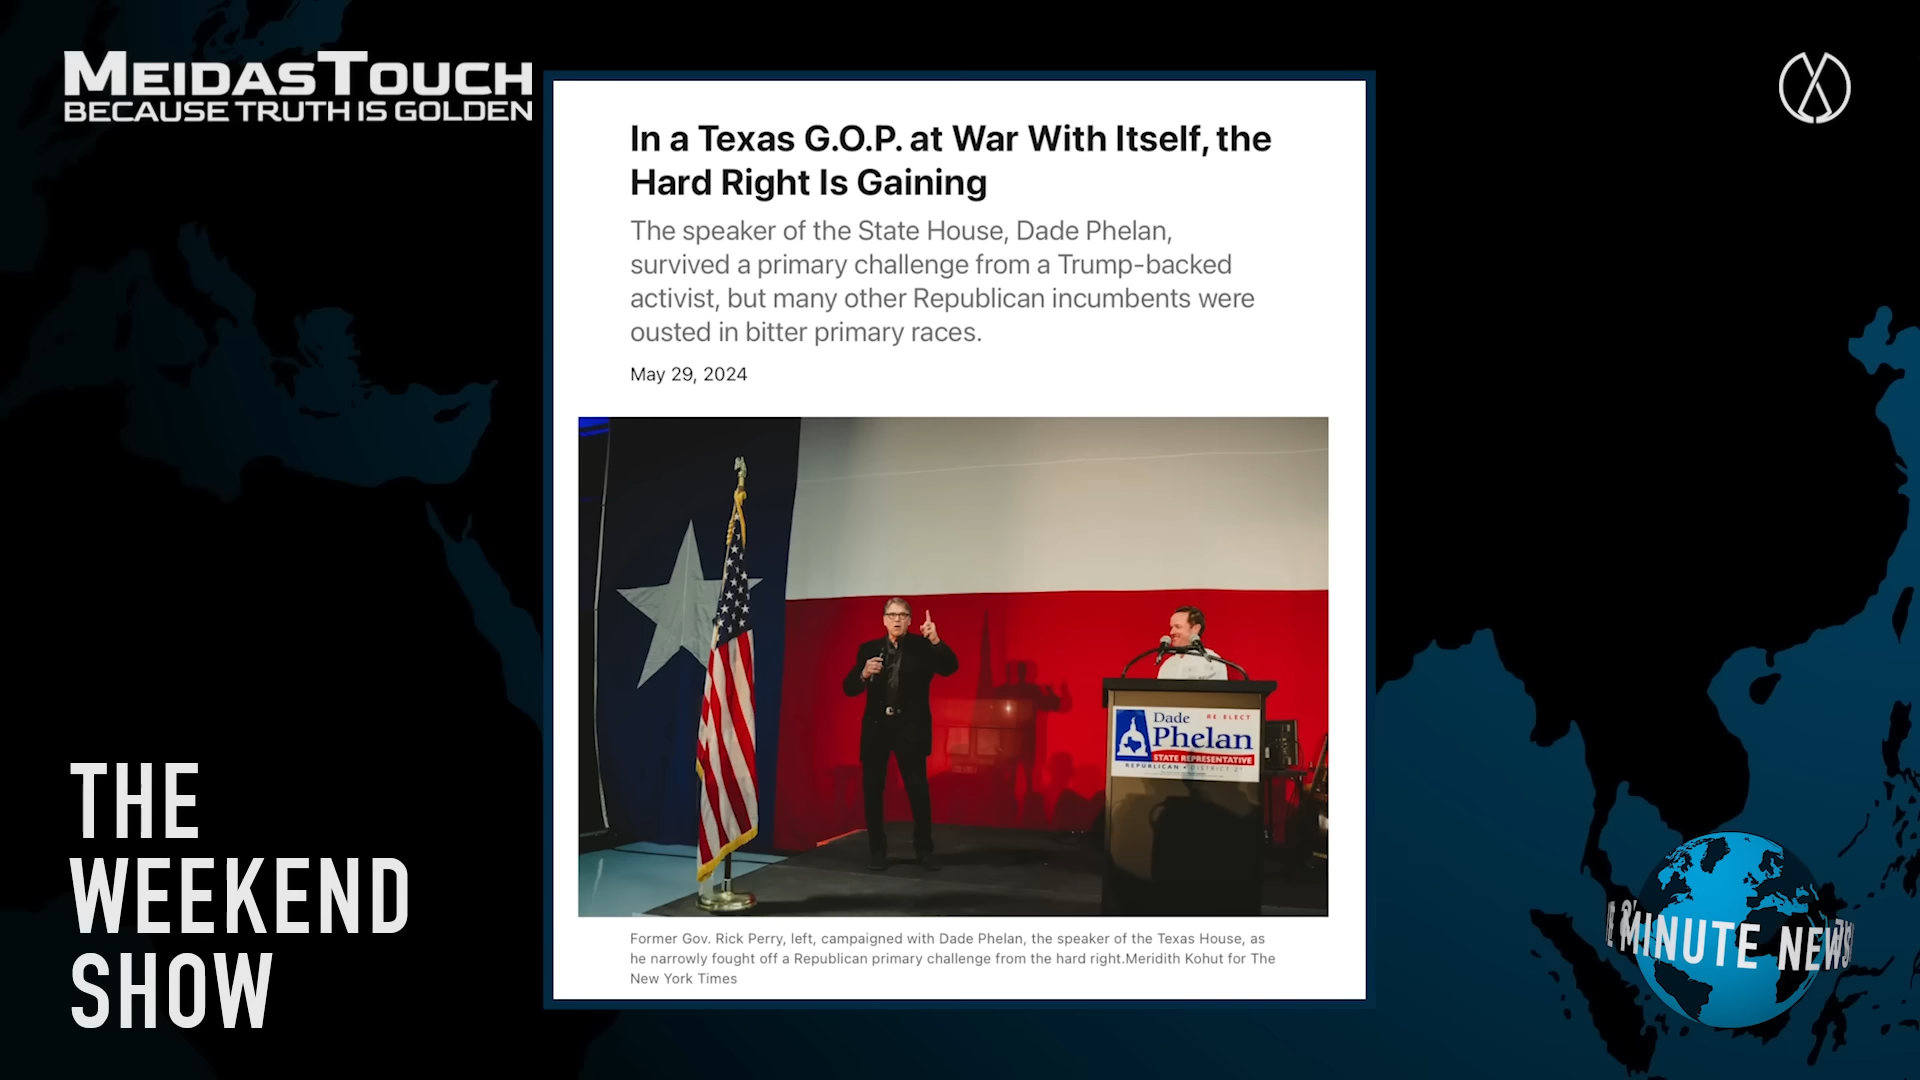 MEIDASTOUCH
BECAUSE TRUTH IS GOLDEN
In a Texas G.O.P. at War With Itself, the
Hard Right Is Gaining
The speaker of the State House, Dade Phelan,
survived a primary challenge from a Trump-backed
activist, but many other Republican incumbents were
ousted in bitter primary races.
May 29, 2024
Dade
RE-ELECT
Phelan
STATE REPRESENTATIVE
REPUBLICAN • DISTRICT 21
Former Gov. Rick Perry, left, campaigned with Dade Phelan, the speaker of the Texas House, as
he narrowly fought off a Republican primary challenge from the hard right.Meridith Kohut for The
New York Times
THE
WEEKEND
SHOW
MINUTE NEWS